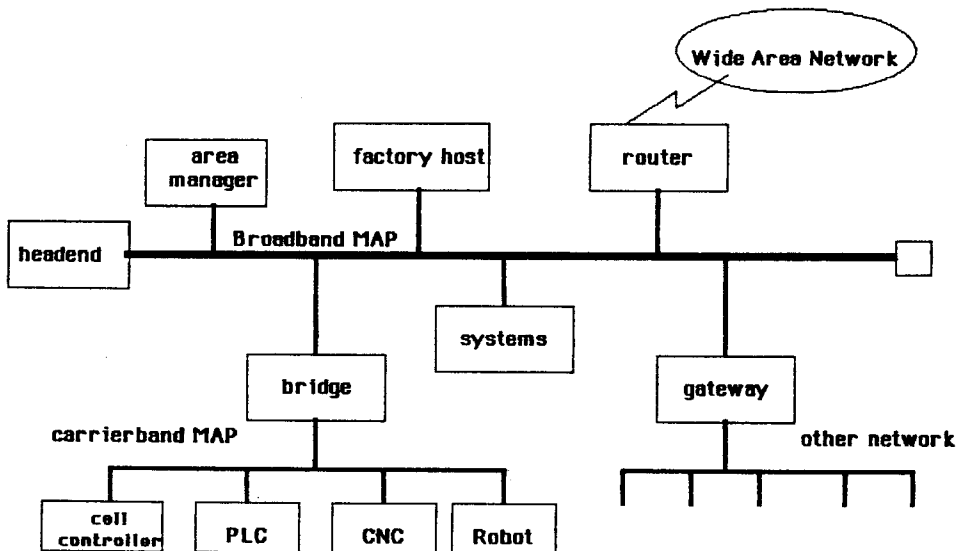 Wide Area Network
area
manager
factory host
router
headend
Broadband MAP
systems
bridge
gateway
carrierband MAP
other network
cell
controller
PLC
CNC
Robot